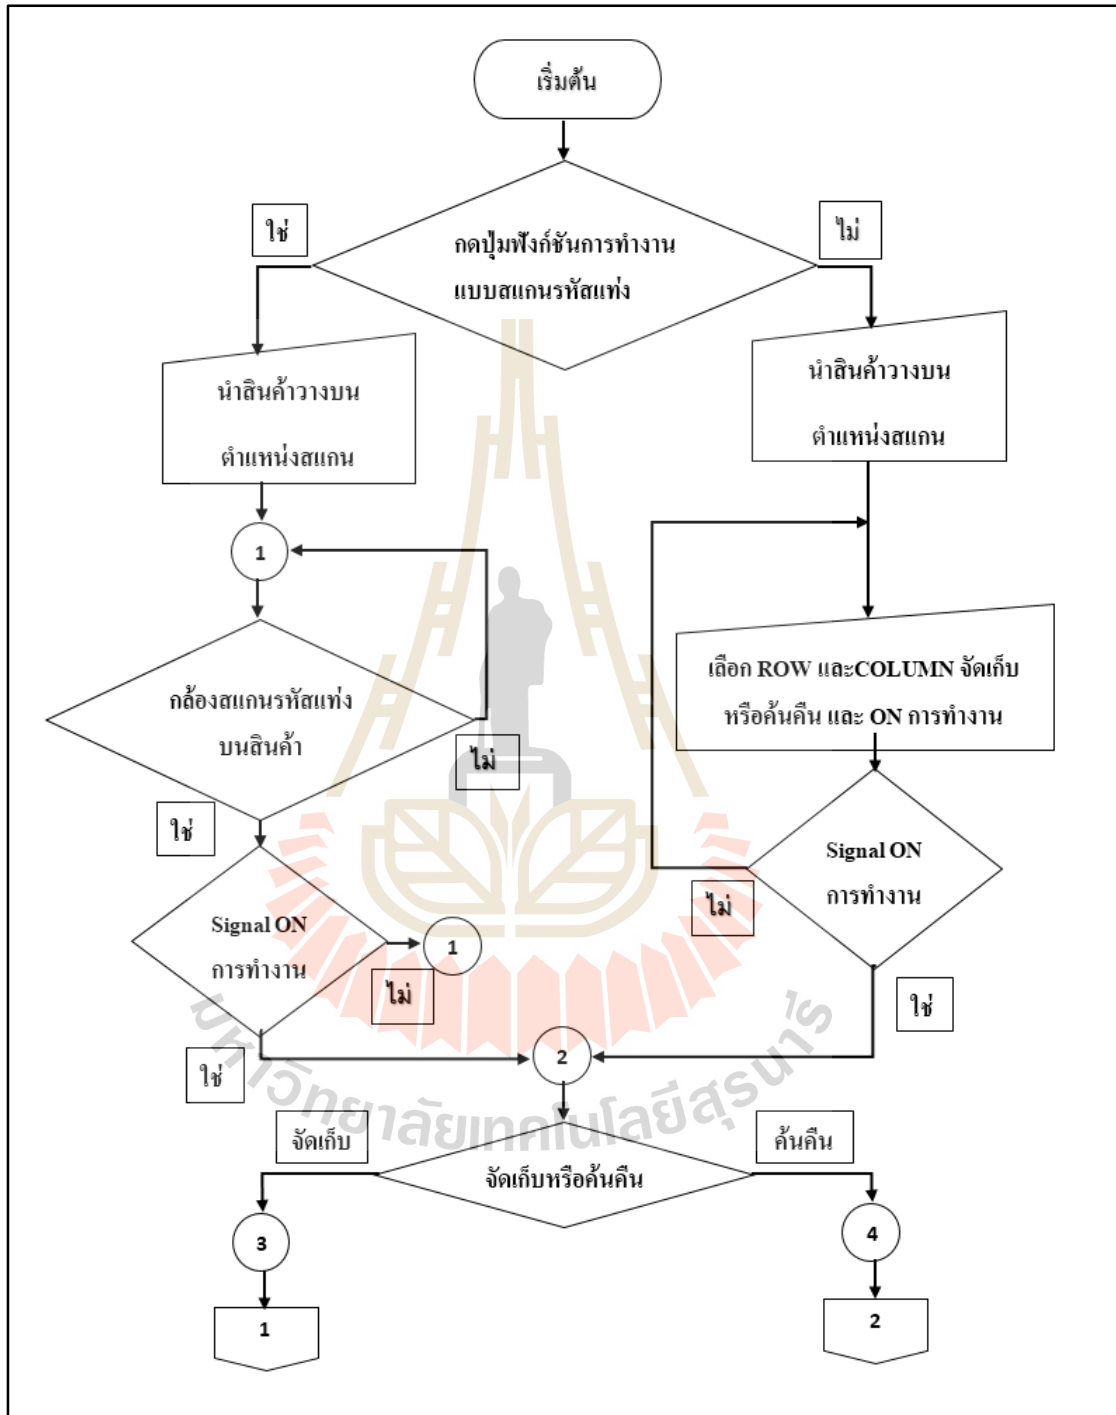 เริ่มต้น
ใช่
ไม่
กดปุ่มฟังก์ชันการทำงาน
แบบสแกนรหัสแท่ง
นำสินค้าวางบน
ตำแหน่งสแกน
นำสินค้าวางบน
ตำแหน่งสแกน
1
กล้องสแกนรหัสแท่ง
บนสินค้า
ไม่
เลือก ROW และCOLUMN จัดเก็บ
หรือค้นคืน และ ON การทำงาน
ใช่
Signal ON
การทำงาน
1
ไม่
Signal ON
การทำงาน
ไม่
ใช่
ใช่
2
มหาวิทยาลัยเทคโนโลยีสุรนารี
จัดเก็บ
ค้นคืน
จัดเก็บหรือค้นคืน
3
4
1
2